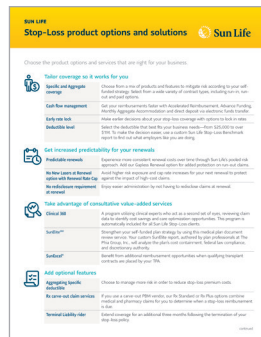 SUN LIFE
Stop-Loss product options and solutions
Sun Life
Choose the product options and services that are right for your business.
Tailor coverage so it works for you
Specific and Aggregate coverage
Choose from a mix of products and features to mitigate risk according to your self-
funded strategy. Select from a wide variety of contract types, including run-in, run-
out and paid options.
Cash flow management
Get your reimbursements faster with Accelerated Reimbursement, Advance Funding,
Monthly Aggregate Accommodation and direct deposit via electronic funds transfer.
Early rate lock
Make earlier decisions about your stop-loss coverage with options to lock in rates
Deductible level
Select the deductible that best fits your business needs—from $25,000 to over
$1M. To make the decision easier, use a custom Sun Life Stop-Loss Benchmark
report to find out what employers like you are doing.
Get increased predictability for your renewals
Predictable renewals
Experience more consistent renewal costs over time through Sun Life's pooled risk
approach. Add our Gapless Renewal option for added protection on run-out claims.
No New Lasers at Renewal
option with Renewal Rate Cap
Avoid higher risk exposure and cap rate increases for your next renewal to protect
against the impact of high-cost claims.
No redisclosure requirement
at renewal
Enjoy easier administration by not having to redisclose claims at renewal.
Take advantage of consultative value-added services
Clinical 360
A program utilizing clinical experts who act as a second set of eyes, reviewing claim
data to identify cost savings and care optimization opportunities. This program is
automatically included for all Sun Life Stop-Loss clients.
SunElite
Strengthen your self-funded plan strategy by using this medical plan document
review service. Your custom SunElite report, authored by plan professionals at The
Phia Group, Inc., will analyze the plan's cost containment, federal law compliance,
and discretionary authority.
SunExcel
Benefit from additional reimbursement opportunities when qualifying transplant
contracts are placed by your TPA.
Add optional features
Aggregating Specific
deductible
Choose to manage more risk in order to reduce stop-loss premium costs.
Rx carve-out claim services
If you use a carve-out PBM vendor, our Rx Standard or Rx Plus options combine
medical and pharmacy claims for you to determine when a stop-loss reimbursement
is due.
Terminal Liability rider
Extend coverage for an additional three months following the termination of your
stop-loss policy.